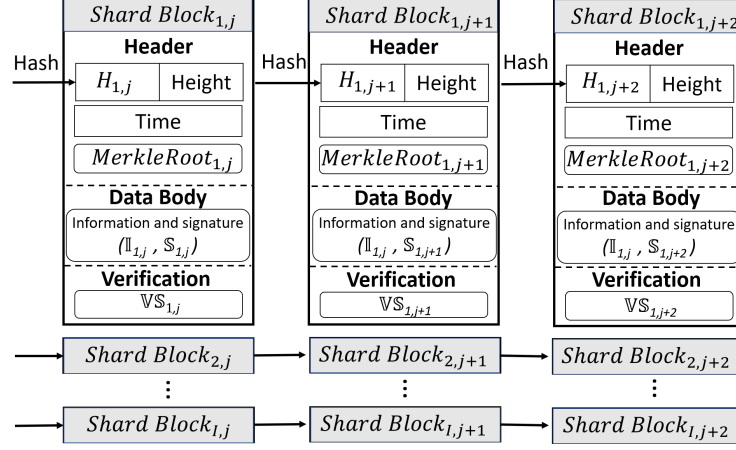 Shard Block₁,ⱼ Shard Block₁,ⱼ₊₁ Shard Block₁,ⱼ₊₂
Header Header Header
Hash Hash Hash
H₁,ⱼ Height H₁,ⱼ₊₁ Height H₁,ⱼ₊₂ Height
Time Time Time
MerkleRoot₁,ⱼ MerkleRoot₁,ⱼ₊₁ MerkleRoot₁,ⱼ₊₂
Data Body Data Body Data Body
Information and signature Information and signature Information and signature
(𝕀₁,ⱼ , 𝕊₁,ⱼ) (𝕀₁,ⱼ , 𝕊₁,ⱼ₊₁) (𝕀₁,ⱼ , 𝕊₁,ⱼ₊₂)
Verification Verification Verification
𝕍𝕊₁,ⱼ 𝕍𝕊₁,ⱼ₊₁ 𝕍𝕊₁,ⱼ₊₂
Shard Block₂,ⱼ Shard Block₂,ⱼ₊₁ Shard Block₂,ⱼ₊₂
⋮ ⋮ ⋮
Shard Block_{I,j} Shard Block_{I,j+1} Shard Block_{I,j+2}